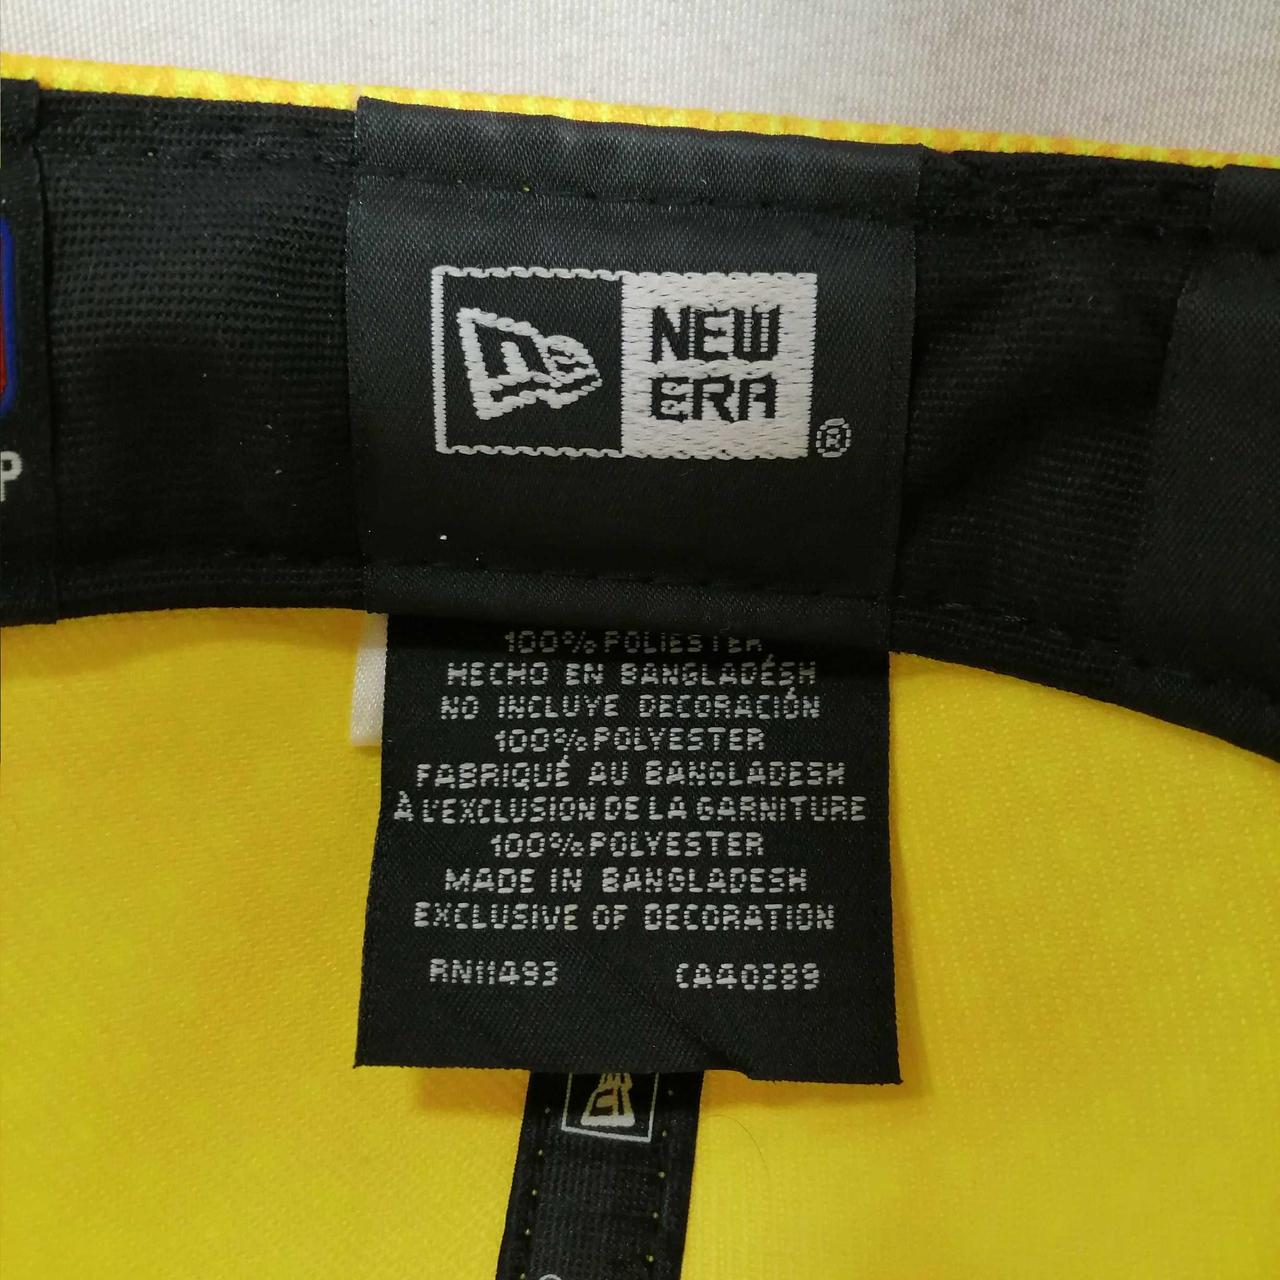 NEW
ERA
®
P
100% POLIESTER
HECHO EN BANGLADÉSH
NO INCLUYE DECORACIÓN
100% POLYESTER
FABRIQUÉ AU BANGLADESH
À L'EXCLUSION DE LA GARNITURE
100% POLYESTER
MADE IN BANGLADESH
EXCLUSIVE OF DECORATION
RN11493 CA40289